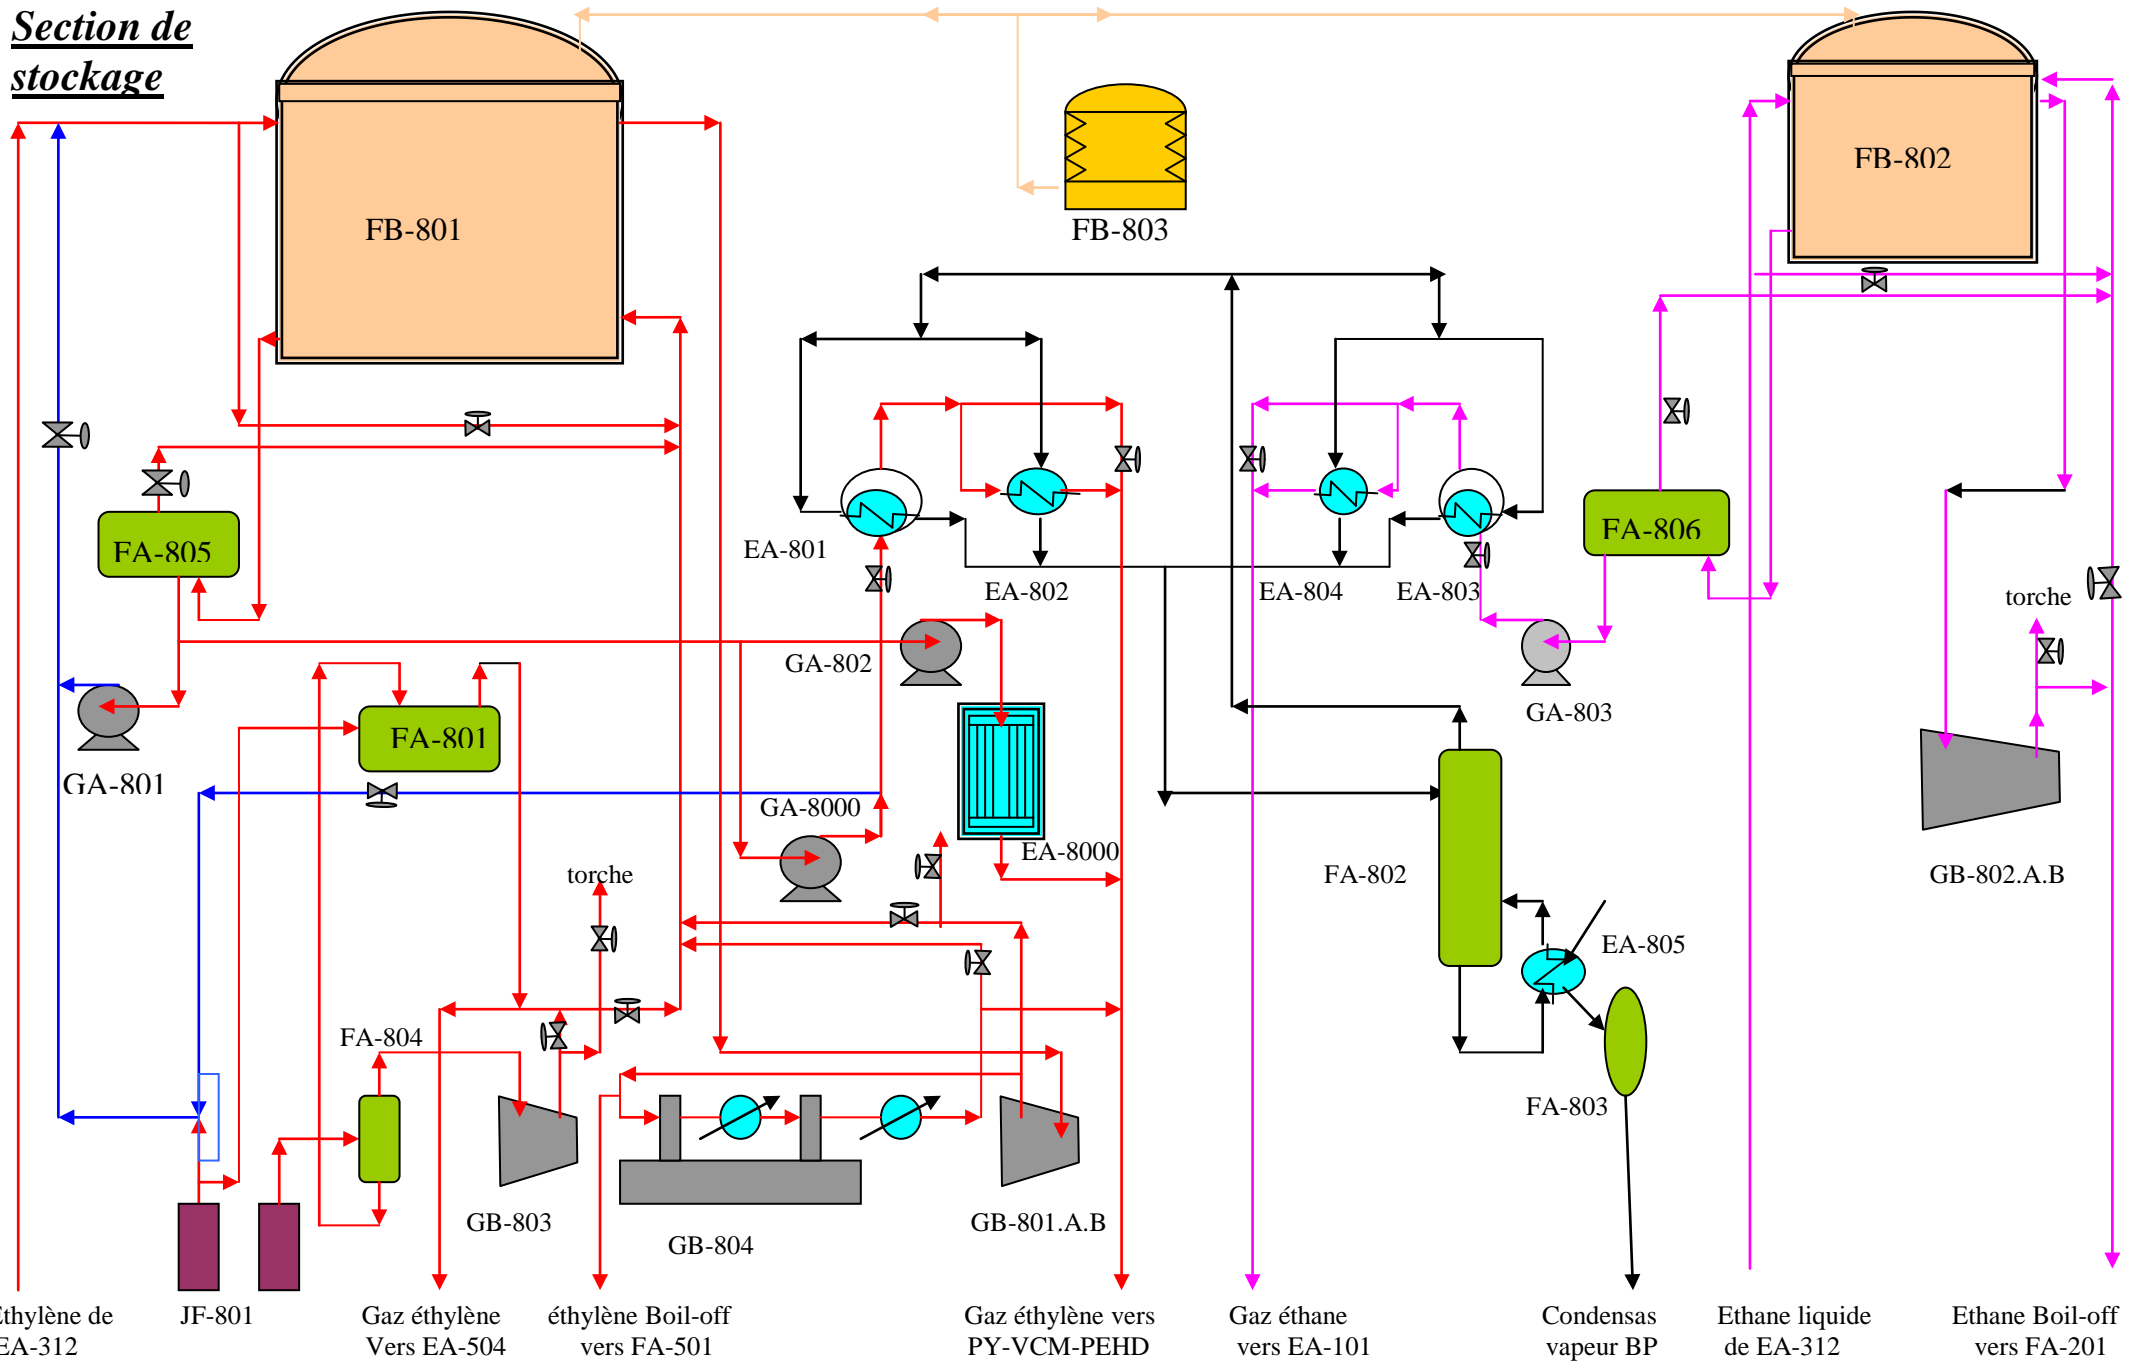 Section de
stockage
FB-801
FB-803
FB-802
EA-801
EA-802
EA-804
EA-803
FA-805
FA-806
torche
GA-802
GA-803
FA-801
GA-801
GA-8000
EA-8000
torche
FA-802
GB-802.A.B
EA-805
FA-804
FA-803
GB-803
GB-804
GB-801.A.B
Ethylène de
EA-312
JF-801
Gaz éthylène
Vers EA-504
éthylène Boil-off
vers FA-501
Gaz éthylène vers
PY-VCM-PEHD
Gaz éthane
vers EA-101
Condensas
vapeur BP
Ethane liquide
de EA-312
Ethane Boil-off
vers FA-201